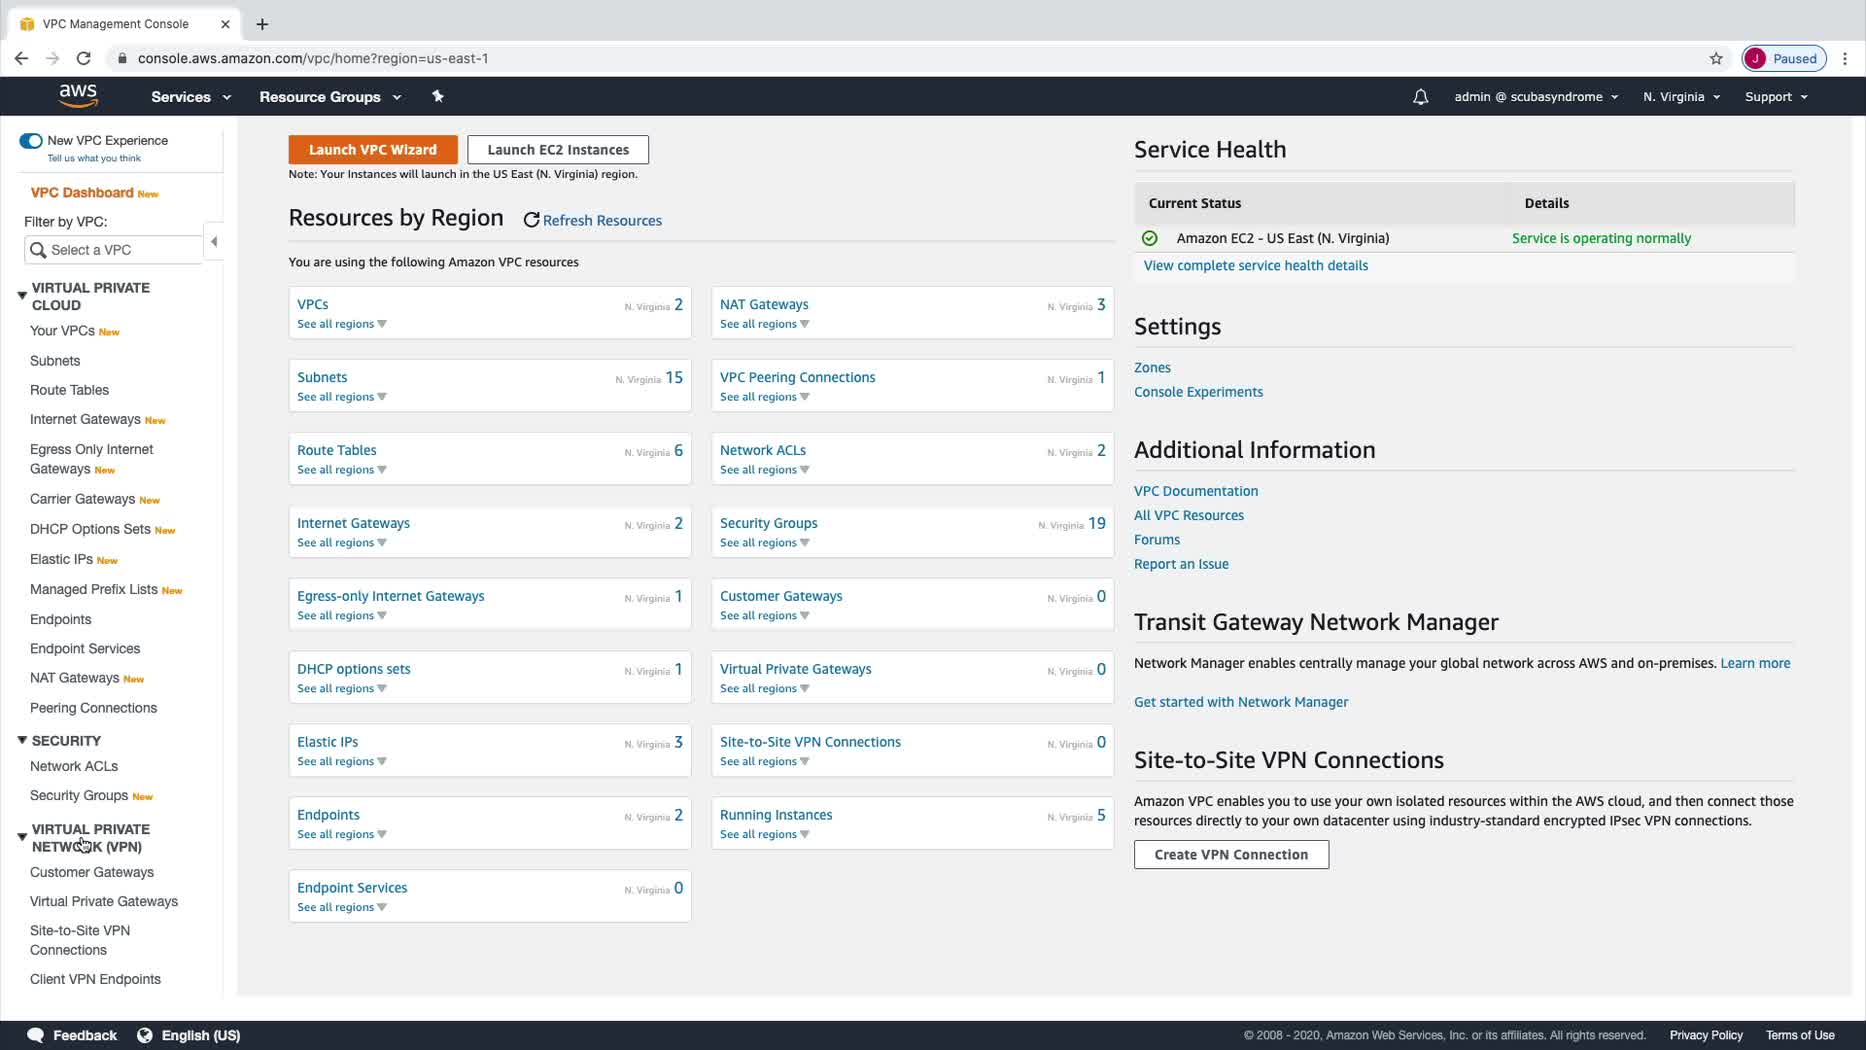 VPC Management Console
console.aws.amazon.com/vpc/home?region=us-east-1
J Paused
aws
Services
Resource Groups
admin @ scubasyndrome
N. Virginia
Support
New VPC Experience
Tell us what you think
VPC Dashboard New
Filter by VPC:
Select a VPC
VIRTUAL PRIVATE
CLOUD
Your VPCs New
Subnets
Route Tables
Internet Gateways New
Egress Only Internet
Gateways New
Carrier Gateways New
DHCP Options Sets New
Elastic IPs New
Managed Prefix Lists New
Endpoints
Endpoint Services
NAT Gateways New
Peering Connections
SECURITY
Network ACLs
Security Groups New
VIRTUAL PRIVATE
NETWORK (VPN)
Customer Gateways
Virtual Private Gateways
Site-to-Site VPN
Connections
Client VPN Endpoints
Launch VPC Wizard
Launch EC2 Instances
Note: Your Instances will launch in the US East (N. Virginia) region.
Resources by Region
Refresh Resources
You are using the following Amazon VPC resources
VPCs N. Virginia 2
See all regions
NAT Gateways N. Virginia 3
See all regions
Subnets N. Virginia 15
See all regions
VPC Peering Connections N. Virginia 1
See all regions
Route Tables N. Virginia 6
See all regions
Network ACLs N. Virginia 2
See all regions
Internet Gateways N. Virginia 2
See all regions
Security Groups N. Virginia 19
See all regions
Egress-only Internet Gateways N. Virginia 1
See all regions
Customer Gateways N. Virginia 0
See all regions
DHCP options sets N. Virginia 1
See all regions
Virtual Private Gateways N. Virginia 0
See all regions
Elastic IPs N. Virginia 3
See all regions
Site-to-Site VPN Connections N. Virginia 0
See all regions
Endpoints N. Virginia 2
See all regions
Running Instances N. Virginia 5
See all regions
Endpoint Services N. Virginia 0
See all regions
Service Health
Current Status Details
Amazon EC2 - US East (N. Virginia) Service is operating normally
View complete service health details
Settings
Zones
Console Experiments
Additional Information
VPC Documentation
All VPC Resources
Forums
Report an Issue
Transit Gateway Network Manager
Network Manager enables centrally manage your global network across AWS and on-premises. Learn more
Get started with Network Manager
Site-to-Site VPN Connections
Amazon VPC enables you to use your own isolated resources within the AWS cloud, and then connect those
resources directly to your own datacenter using industry-standard encrypted IPsec VPN connections.
Create VPN Connection
Feedback
English (US)
© 2008 - 2020, Amazon Web Services, Inc. or its affiliates. All rights reserved.
Privacy Policy
Terms of Use